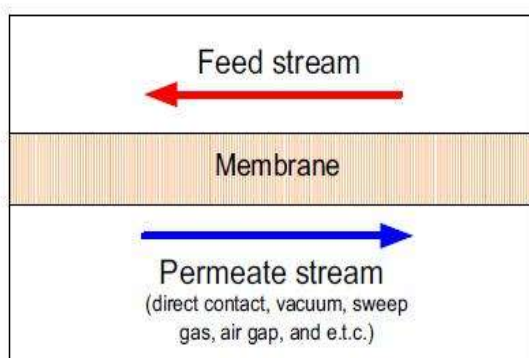 Feed stream
Membrane
Permeate stream
(direct contact, vacuum, sweep
gas, air gap, and e.t.c.)